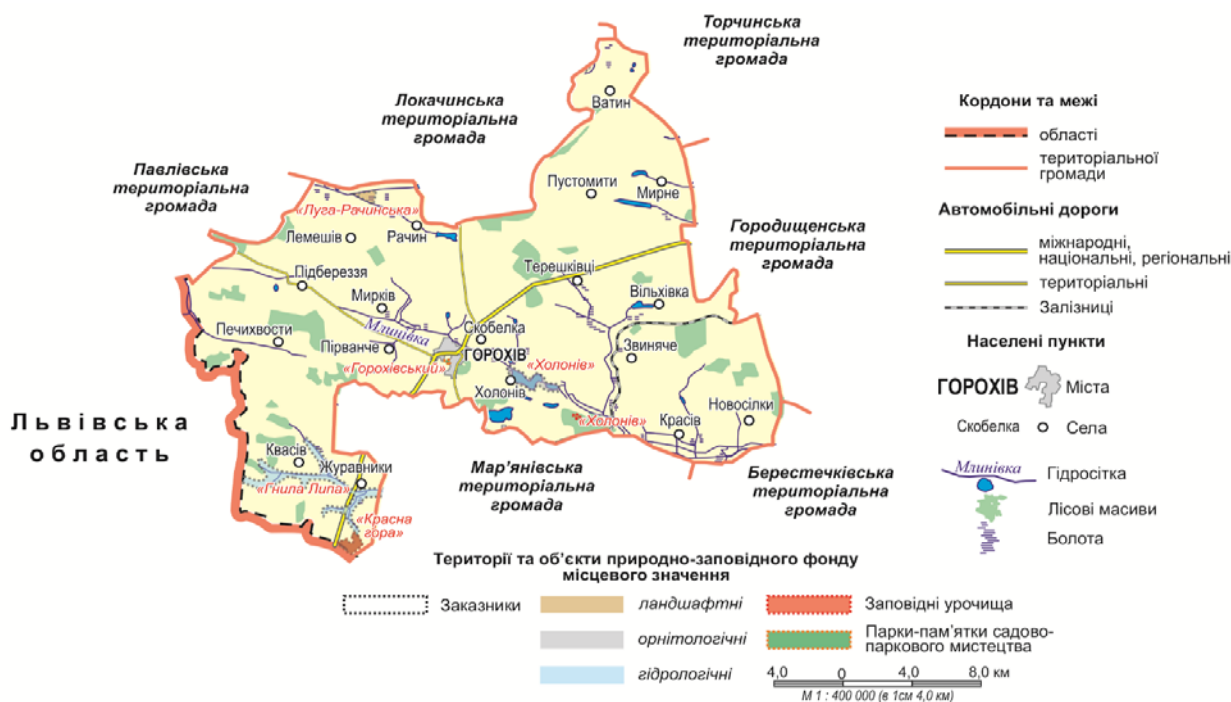 Торчинська
територіальна
громада
Локачинська
територіальна
громада
Павлівська
територіальна
громада
Городищенська
територіальна
громада
Львівська
область
Мар'янівська
територіальна
громада
Берестечківська
територіальна
громада
Ватин
Пустомити
Мирне
«Луга-Рачинська»
Лемешів
Рачин
Підбереззя
Терешківці
Мирків
Вільхівка
Млинівка
Скобелка
Печихвости
Пірванче
ГОРОХІВ
Звиняче
«Горохівський»
«Холонів»
Холонів
«Холонів»
Красів
Новосілки
Квасів
Журавники
«Гнила Липа»
«Красна
гора»
Кордони та межі
області
територіальної
громади
Автомобільні дороги
міжнародні,
національні, регіональні
територіальні
Залізниці
Населені пункти
ГОРОХІВ Міста
Скобелка Села
Млинівка Гідросітка
Лісові масиви
Болота
Території та об'єкти природно-заповідного фонду
місцевого значення
Заказники
ландшафтні
орнітологічні
гідрологічні
Заповідні урочища
Парки-пам'ятки садово-
паркового мистецтва
4,0 0 4,0 8,0 км
М 1 : 400 000 (в 1см 4,0 км)